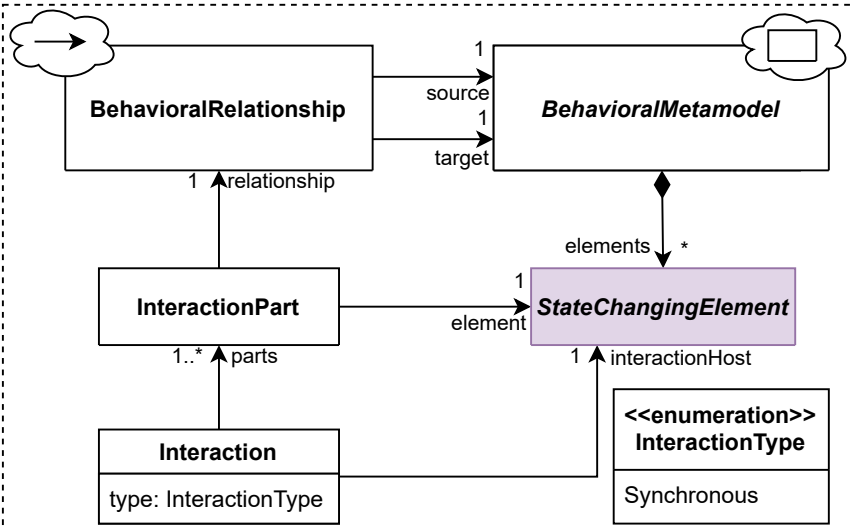 BehavioralRelationship
1
source
1
target
BehavioralMetamodel
1 relationship
elements *
InteractionPart
1
element
StateChangingElement
1..* parts
1 interactionHost
Interaction
type: InteractionType
<<enumeration>>
InteractionType
Synchronous